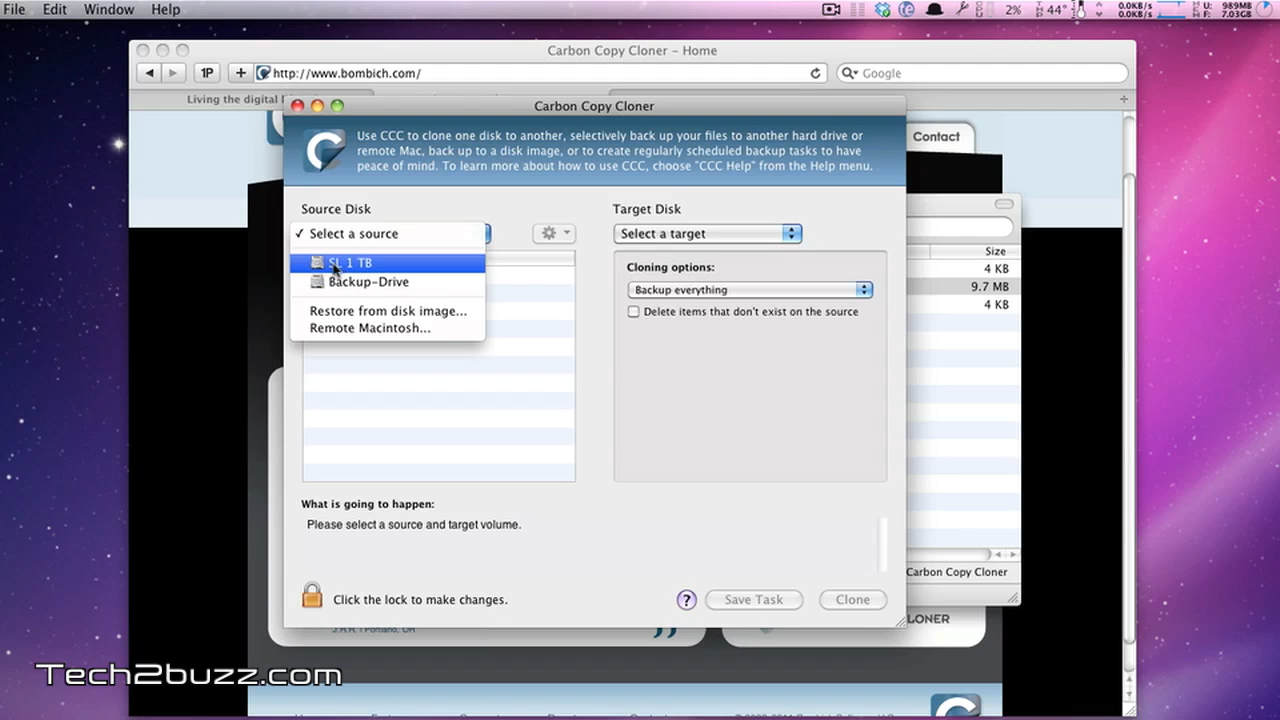 File Edit Window Help
2% 44° 0.0KB/s U: 989MB
0.0KB/s F: 7.03GB
Carbon Copy Cloner – Home
1P + http://www.bombich.com/ Google
Living the digital l
Carbon Copy Cloner
Use CCC to clone one disk to another, selectively back up your files to another hard drive or
remote Mac, back up to a disk image, or to create regularly scheduled backup tasks to have
peace of mind. To learn more about how to use CCC, choose "CCC Help" from the Help menu.
Contact
Source Disk
Target Disk
✓ Select a source
Select a target
SL 1 TB
Backup-Drive
Restore from disk image...
Remote Macintosh...
Cloning options:
Backup everything
Delete items that don't exist on the source
Size
4 KB
9.7 MB
4 KB
What is going to happen:
Please select a source and target volume.
Carbon Copy Cloner
Click the lock to make changes.
? Save Task Clone
LONER
Tech2buzz.com